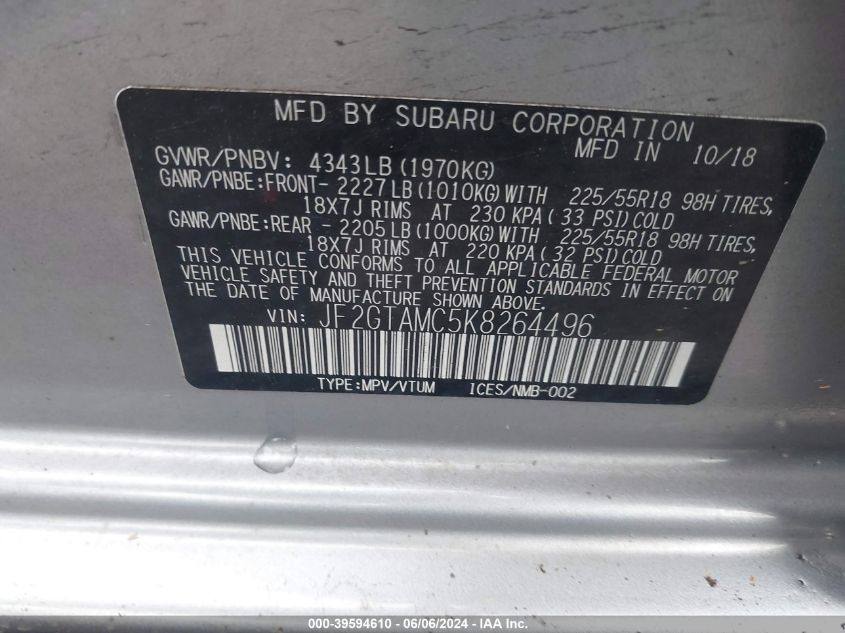 MFD BY SUBARU CORPORATION
MFD IN 10/18
GVWR/PNBV: 4343LB (1970KG)
GAWR/PNBE:FRONT- 2227LB (1010KG) WITH 225/55R18 98H TIRES,
18X7J RIMS AT 230 KPA( 33 PSI) COLD
GAWR/PNBE:REAR - 2205LB (1000KG) WITH 225/55R18 98H TIRES,
18X7J RIMS AT 220 KPA( 32 PSI) COLD
THIS VEHICLE CONFORMS TO ALL APPLICABLE FEDERAL MOTOR
VEHICLE SAFETY AND THEFT PREVENTION STANDARDS IN EFFECT ON
THE DATE OF MANUFACTURE SHOWN ABOVE.
VIN: JF2GTAMC5K8264496
TYPE:MPV/VTUM ICES/NMB-002
000-39594610 - 06/06/2024 - IAA Inc.